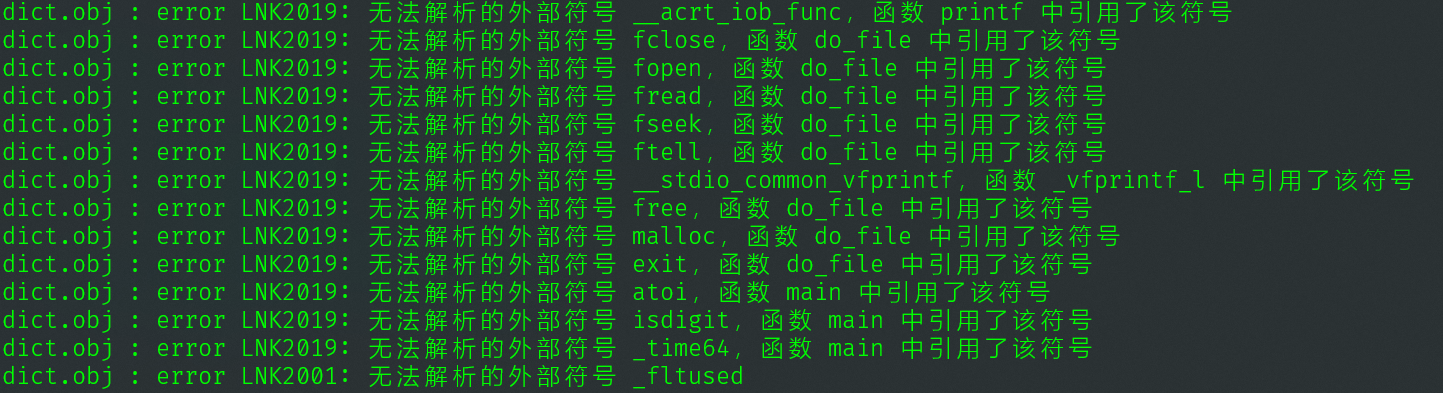 dict.obj : error LNK2019: 无法解析的外部符号 __acrt_iob_func，函数 printf 中引用了该符号
dict.obj : error LNK2019: 无法解析的外部符号 fclose，函数 do_file 中引用了该符号
dict.obj : error LNK2019: 无法解析的外部符号 fopen，函数 do_file 中引用了该符号
dict.obj : error LNK2019: 无法解析的外部符号 fread，函数 do_file 中引用了该符号
dict.obj : error LNK2019: 无法解析的外部符号 fseek，函数 do_file 中引用了该符号
dict.obj : error LNK2019: 无法解析的外部符号 ftell，函数 do_file 中引用了该符号
dict.obj : error LNK2019: 无法解析的外部符号 __stdio_common_vfprintf，函数 _vfprintf_l 中引用了该符号
dict.obj : error LNK2019: 无法解析的外部符号 free，函数 do_file 中引用了该符号
dict.obj : error LNK2019: 无法解析的外部符号 malloc，函数 do_file 中引用了该符号
dict.obj : error LNK2019: 无法解析的外部符号 exit，函数 do_file 中引用了该符号
dict.obj : error LNK2019: 无法解析的外部符号 atoi，函数 main 中引用了该符号
dict.obj : error LNK2019: 无法解析的外部符号 isdigit，函数 main 中引用了该符号
dict.obj : error LNK2019: 无法解析的外部符号 _time64，函数 main 中引用了该符号
dict.obj : error LNK2001: 无法解析的外部符号 _fltused